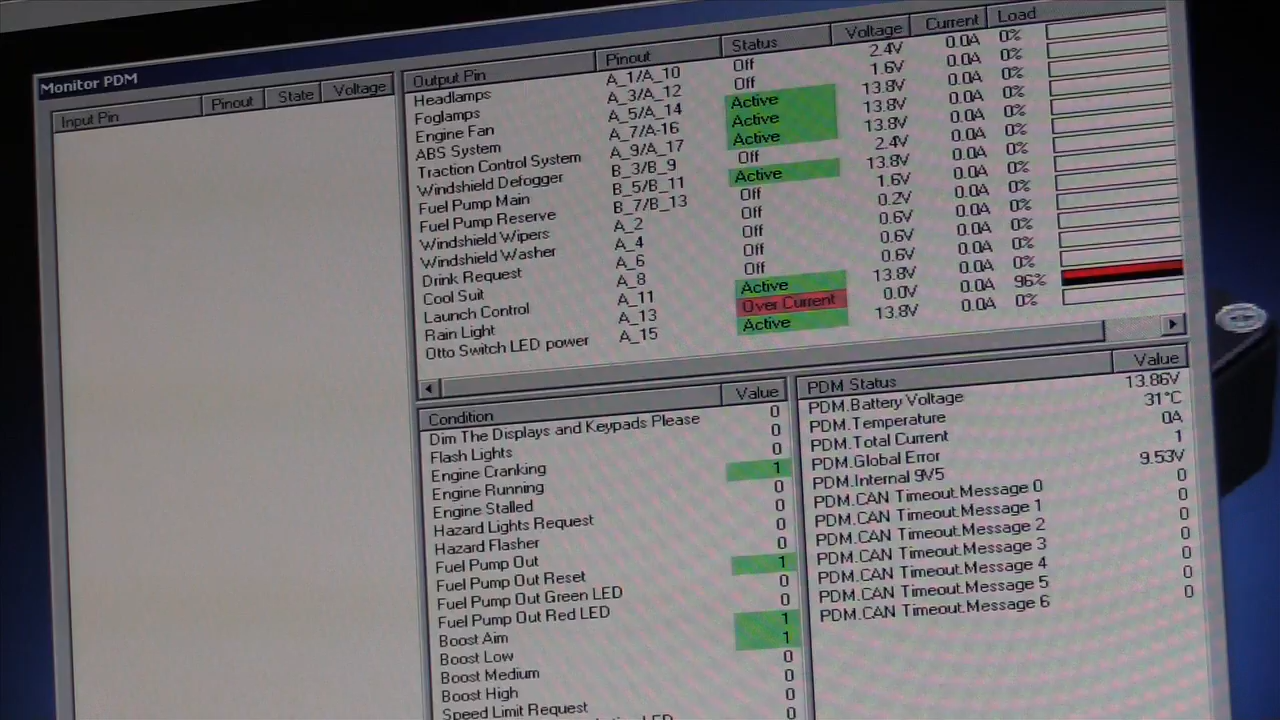 Monitor PDM
Input Pin Pinout State Voltage
Output Pin Pinout Status Voltage Current Load
Headlamps A_1/A_10 Off 2.4V 0.0A 0%
Foglamps A_3/A_12 Off 1.6V 0.0A 0%
Engine Fan A_5/A_14 Active 13.8V 0.0A 0%
ABS System A_7/A-16 Active 13.8V 0.0A 0%
Traction Control System A_9/A_17 Active 13.8V 0.0A 0%
Windshield Defogger B_3/B_9 Off 2.4V 0.0A 0%
Fuel Pump Main B_5/B_11 Active 13.8V 0.0A 0%
Fuel Pump Reserve B_7/B_13 Off 1.6V 0.0A 0%
Windshield Wipers A_2 Off 0.2V 0.0A 0%
Windshield Washer A_4 Off 0.6V 0.0A 0%
Drink Request A_6 Off 0.6V 0.0A 0%
Cool Suit A_8 Off 0.6V 0.0A 0%
Launch Control A_11 Active 13.8V 0.0A 0%
Rain Light A_13 Over Current 0.0V 0.0A 96%
Otto Switch LED power A_15 Active 13.8V 0.0A 0%
Condition Value
Dim The Displays and Keypads Please 0
Flash Lights 0
Engine Cranking 0
Engine Running 1
Engine Stalled 0
Hazard Lights Request 0
Hazard Flasher 0
Fuel Pump Out 0
Fuel Pump Out Reset 1
Fuel Pump Out Green LED 0
Fuel Pump Out Red LED 0
Boost Aim 1
Boost Low 1
Boost Medium 0
Boost High 0
Speed Limit Request 0
LED 0
PDM Status Value
PDM.Battery Voltage 13.86V
PDM.Temperature 31°C
PDM.Total Current 0A
PDM.Global Error 1
PDM.Internal 9V5 9.53V
PDM.CAN Timeout.Message 0 0
PDM.CAN Timeout.Message 1 0
PDM.CAN Timeout.Message 2 0
PDM.CAN Timeout.Message 3 0
PDM.CAN Timeout.Message 4 0
PDM.CAN Timeout.Message 5 0
PDM.CAN Timeout.Message 6 0